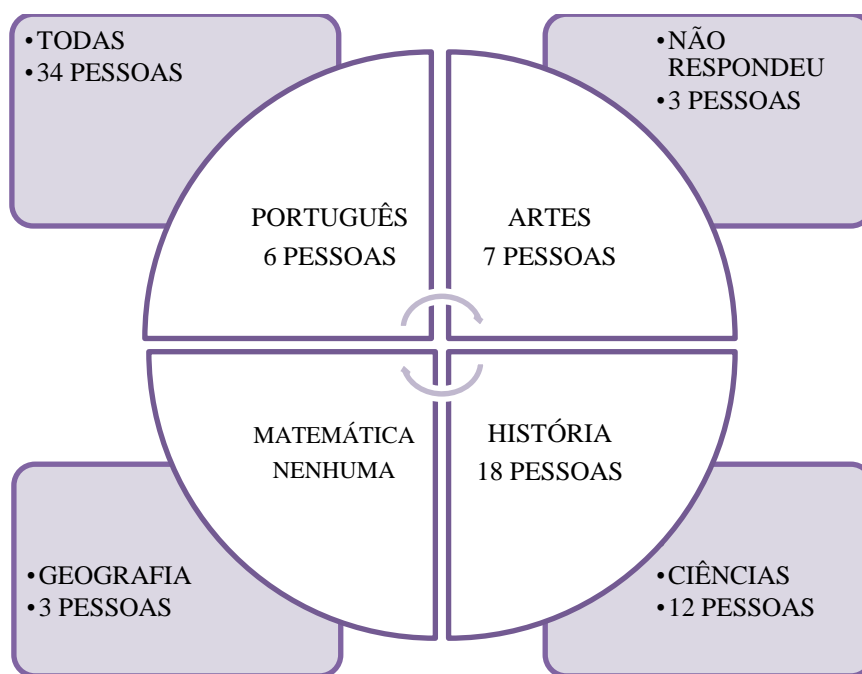 •TODAS
•34 PESSOAS
•NÃO
RESPONDEU
•3 PESSOAS
PORTUGUÊS
6 PESSOAS
ARTES
7 PESSOAS
MATEMÁTICA
NENHUMA
HISTÓRIA
18 PESSOAS
•GEOGRAFIA
•3 PESSOAS
•CIÊNCIAS
•12 PESSOAS